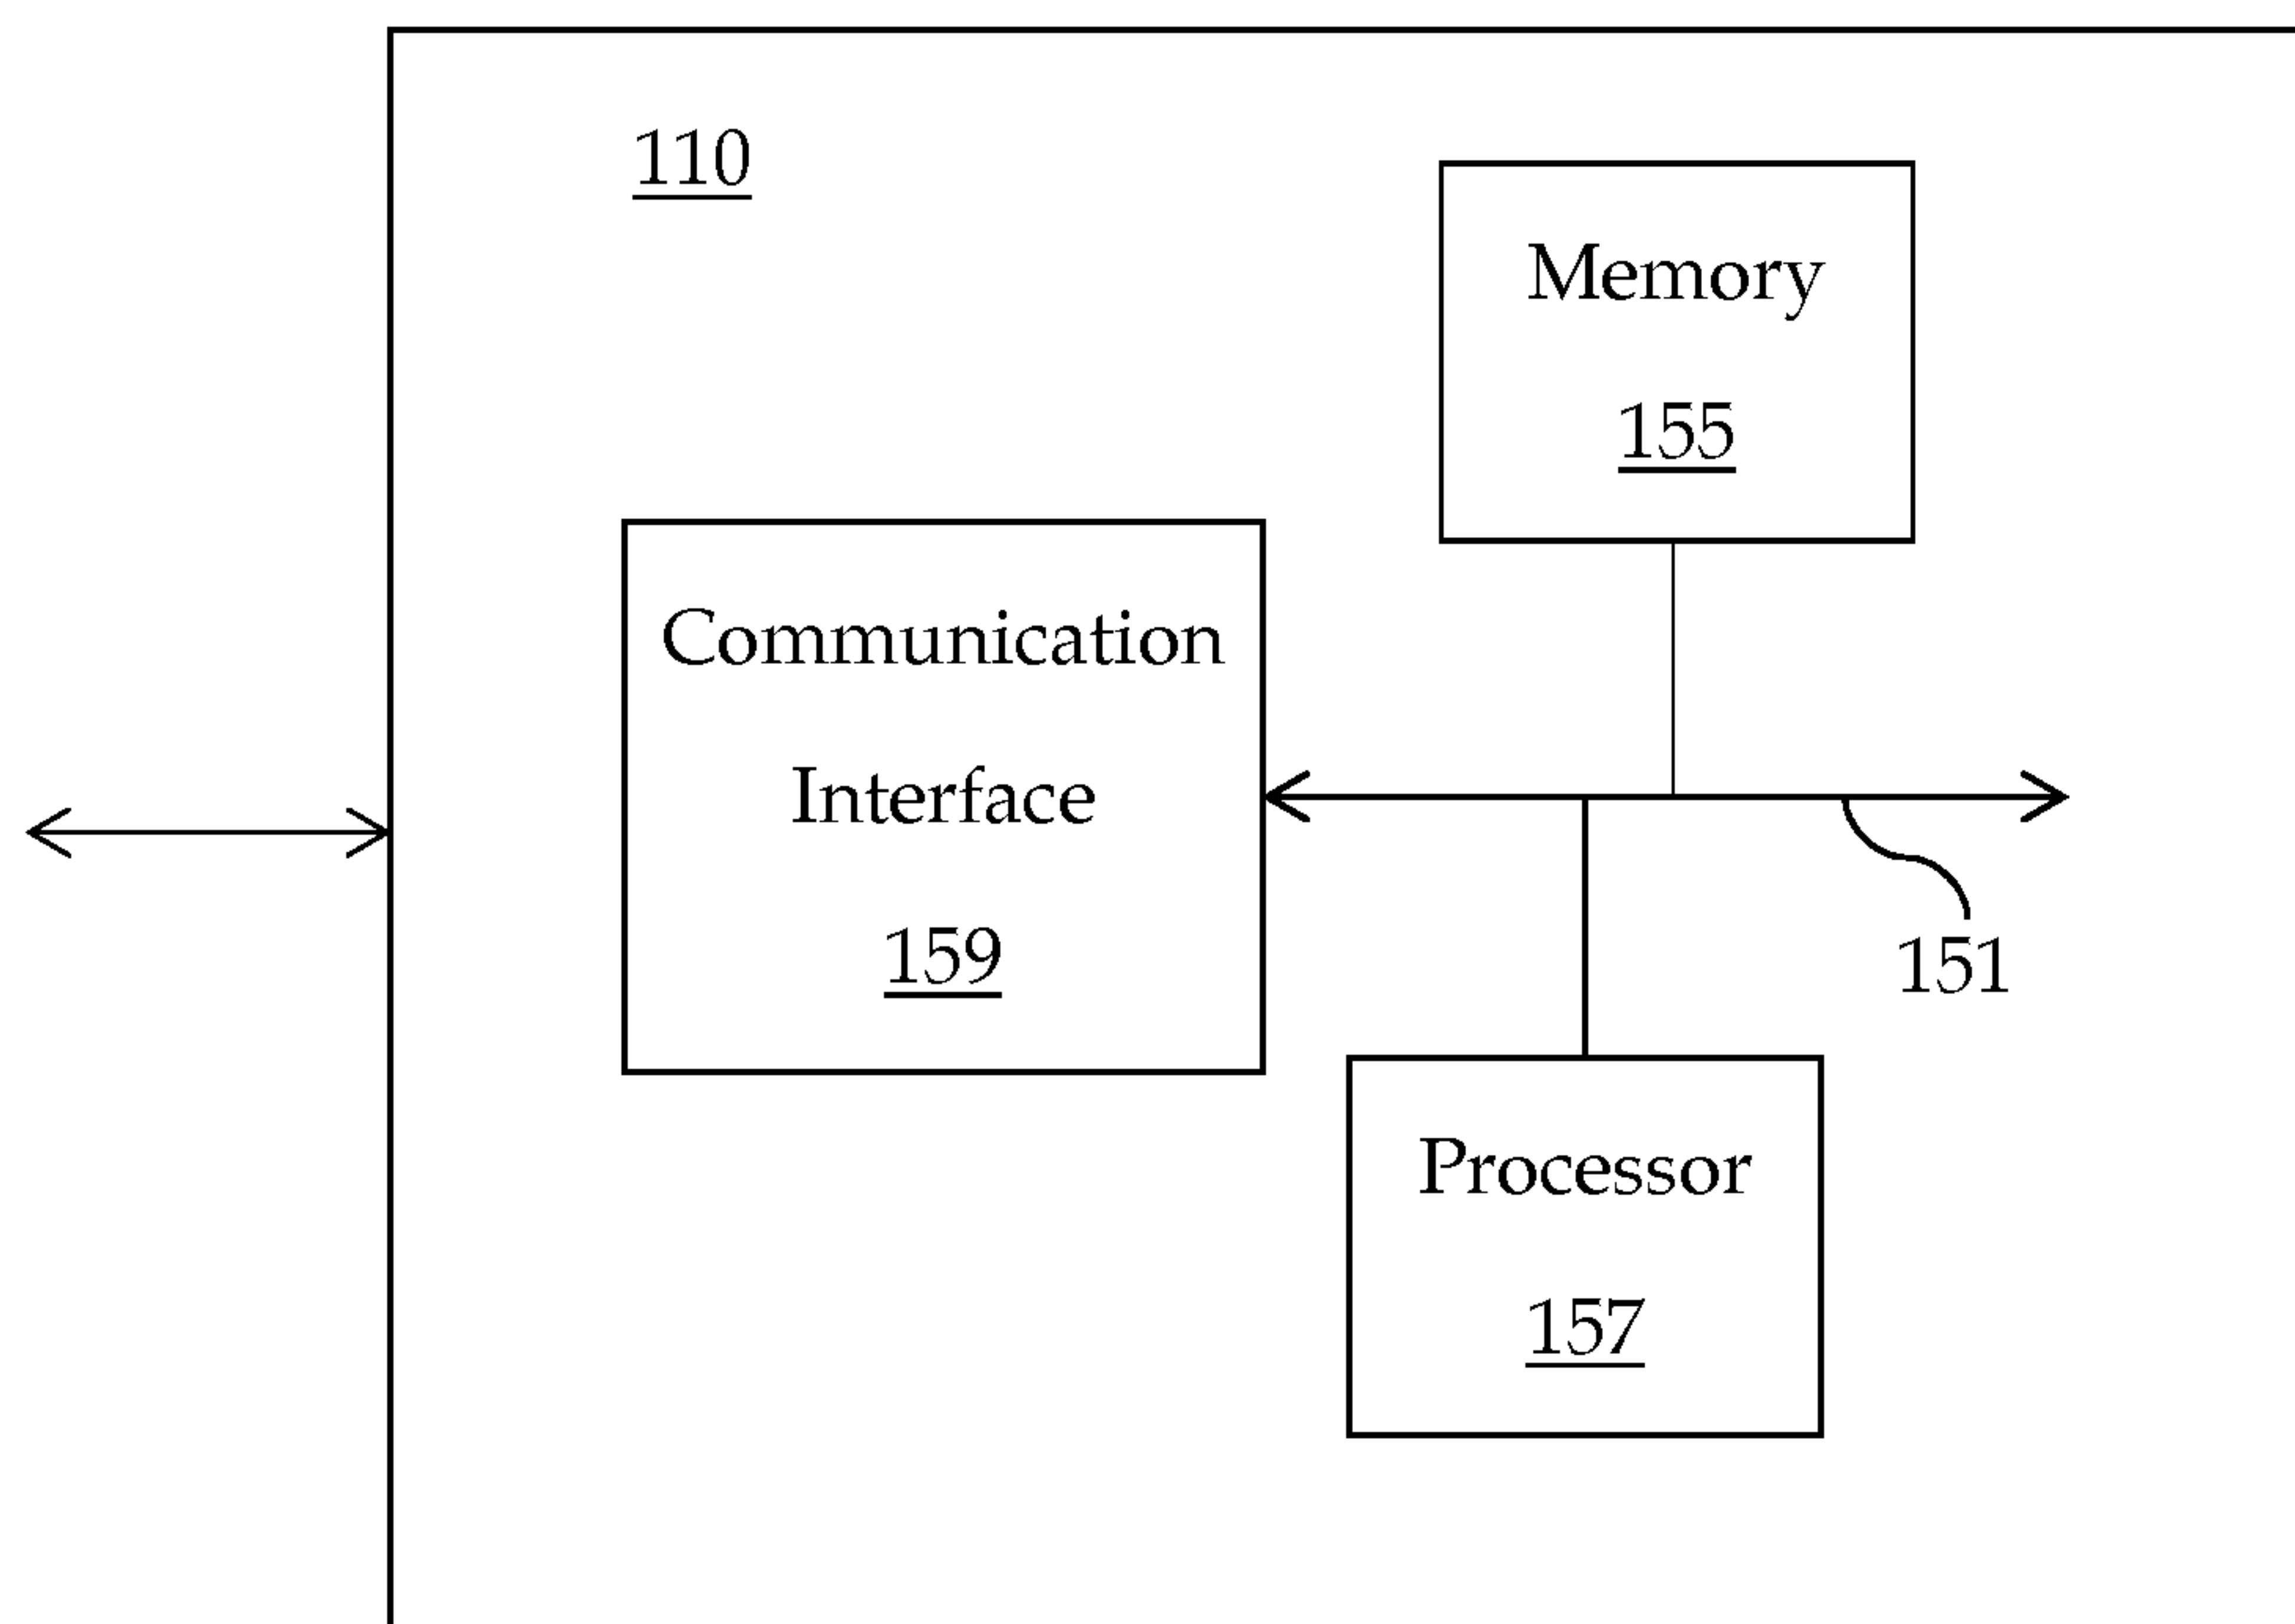 110
Memory
155
Communication
Interface
159
151
Processor
157